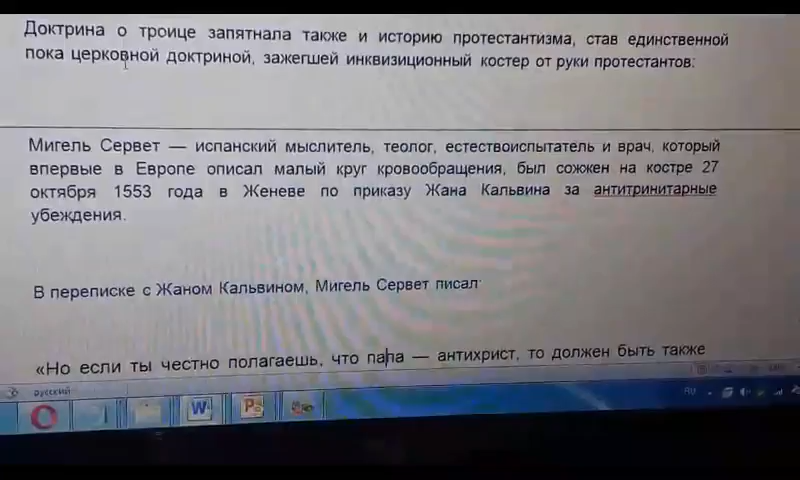 Доктрина о троице запятнала также и историю протестантизма, став единственной
пока церковной доктриной, зажегшей инквизиционный костер от руки протестантов:
Мигель Сервет — испанский мыслитель, теолог, естествоиспытатель и врач, который
впервые в Европе описал малый круг кровообращения, был сожжен на костре 27
октября 1553 года в Женеве по приказу Жана Кальвина за антитринитарные
убеждения.
В переписке с Жаном Кальвином, Мигель Сервет писал:
«Но если ты честно полагаешь, что папа — антихрист, то должен быть также
русский
RU